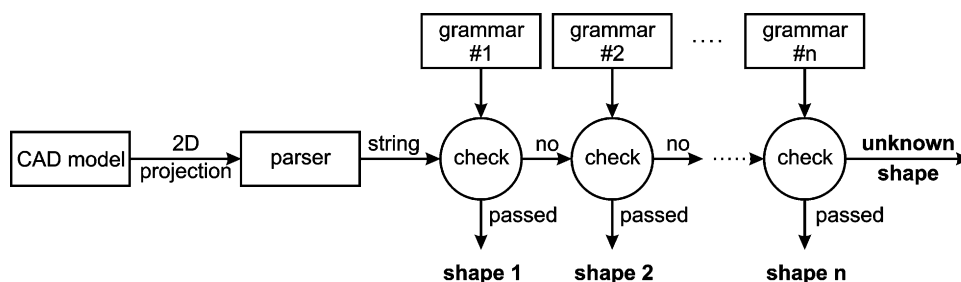 grammar
#1
grammar
#2
....
grammar
#n
CAD model
2D
projection
parser
string
check
no
check
no
.....
check
unknown
shape
passed
passed
passed
shape 1
shape 2
shape n